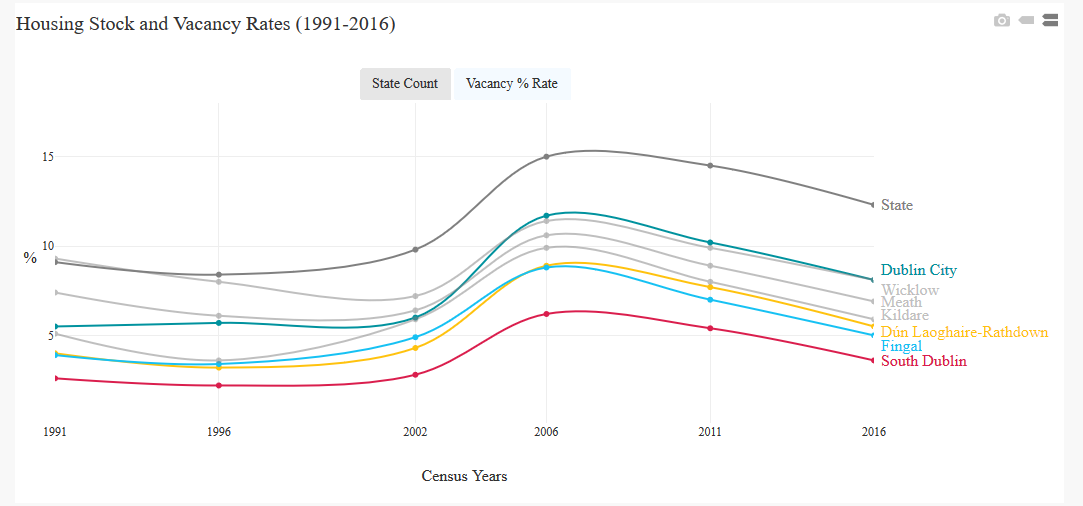 Housing Stock and Vacancy Rates (1991-2016)
State Count
Vacancy % Rate
15
10
%
5
State
Dublin City
Wicklow
Meath
Kildare
Dún Laoghaire-Rathdown
Fingal
South Dublin
1991
1996
2002
2006
2011
2016
Census Years